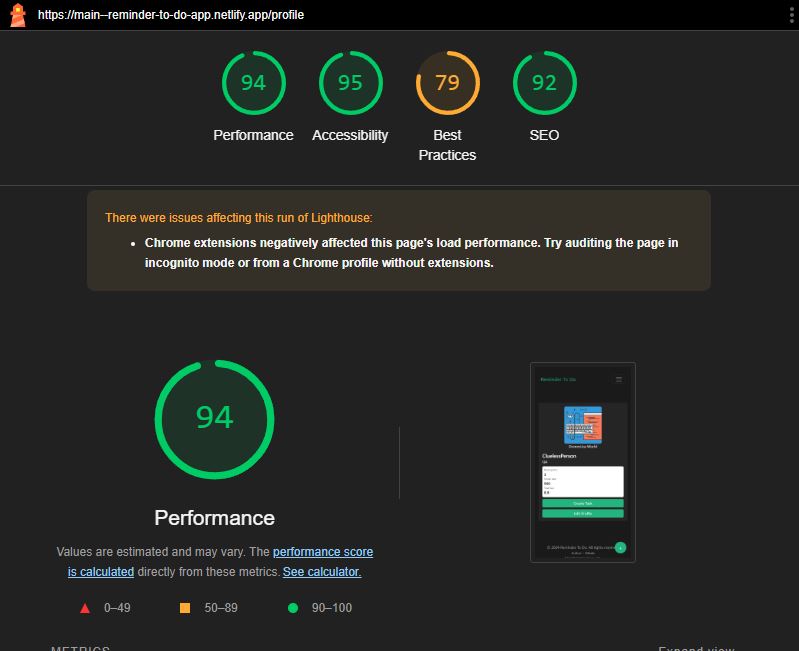 https://main--reminder-to-do-app.netlify.app/profile
94
95
79
92
Performance
Accessibility
Best
Practices
SEO
There were issues affecting this run of Lighthouse:
• Chrome extensions negatively affected this page's load performance. Try auditing the page in
incognito mode or from a Chrome profile without extensions.
94
Performance
Values are estimated and may vary. The performance score
is calculated directly from these metrics. See calculator.
0–49
50–89
90–100
Reminder To Do
CluelessPerson
Create Task
Edit Profile
© 2024 Reminder To Do. All rights
METRICS
Expand view